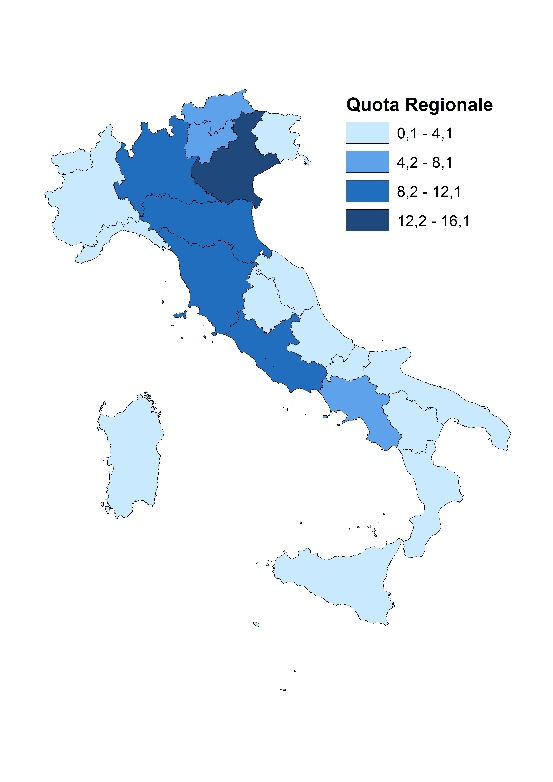 Quota Regionale
0,1 - 4,1
4,2 - 8,1
8,2 - 12,1
12,2 - 16,1